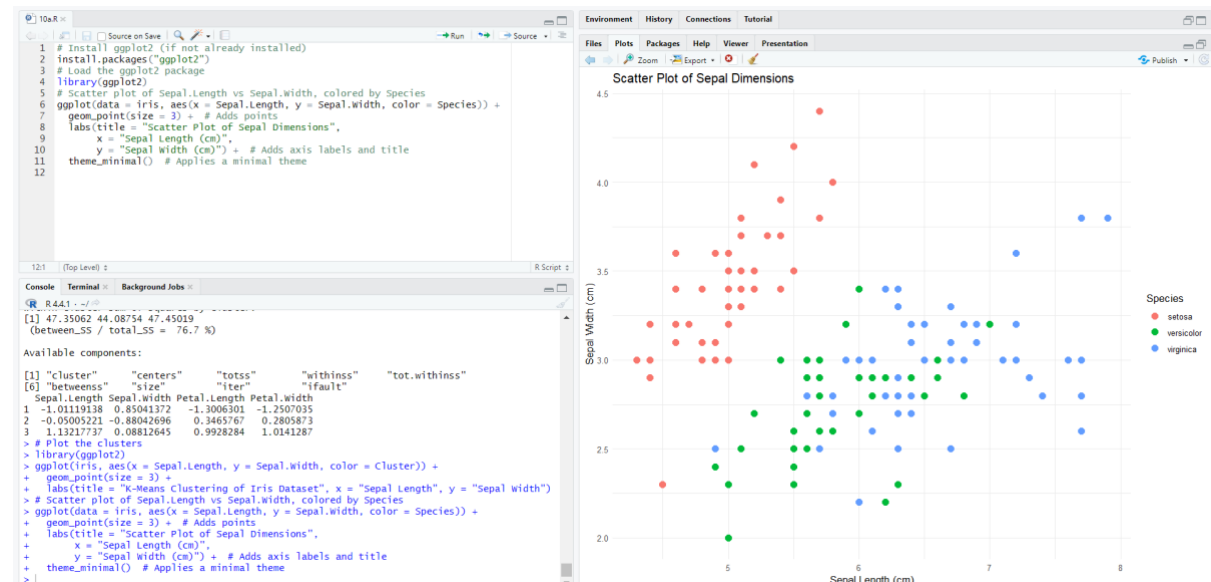 10a.R
Source on Save
Run
Source
1 # Install ggplot2 (if not already installed)
2 install.packages("ggplot2")
3 # Load the ggplot2 package
4 library(ggplot2)
5 # Scatter plot of Sepal.Length vs Sepal.Width, colored by Species
6 ggplot(data = iris, aes(x = Sepal.Length, y = Sepal.Width, color = Species)) +
7 geom_point(size = 3) + # Adds points
8 labs(title = "Scatter Plot of Sepal Dimensions",
9 x = "Sepal Length (cm)",
10 y = "Sepal Width (cm)") + # Adds axis labels and title
11 theme_minimal() # Applies a minimal theme
12
12:1 (Top Level) R Script
Console Terminal Background Jobs
R 4.4.1 · ~/
[1] 47.35062 44.08754 47.45019
(between_SS / total_SS = 76.7 %)
Available components:
[1] "cluster" "centers" "totss" "withinss" "tot.withinss"
[6] "betweenss" "size" "iter" "ifault"
Sepal.Length Sepal.Width Petal.Length Petal.Width
1 -1.01119138 0.85041372 -1.3006301 -1.2507035
2 -0.05005221 -0.88042696 0.3465767 0.2805873
3 1.13217737 0.08812645 0.9928284 1.0141287
> # Plot the clusters
> library(ggplot2)
> ggplot(iris, aes(x = Sepal.Length, y = Sepal.Width, color = Cluster)) +
+ geom_point(size = 3) +
+ labs(title = "K-Means Clustering of Iris Dataset", x = "Sepal Length", y = "Sepal Width")
> # Scatter plot of Sepal.Length vs Sepal.Width, colored by Species
> ggplot(data = iris, aes(x = Sepal.Length, y = Sepal.Width, color = Species)) +
+ geom_point(size = 3) + # Adds points
+ labs(title = "Scatter Plot of Sepal Dimensions",
+ x = "Sepal Length (cm)",
+ y = "Sepal Width (cm)") + # Adds axis labels and title
+ theme_minimal() # Applies a minimal theme
>
Environment History Connections Tutorial
Files Plots Packages Help Viewer Presentation
Zoom Export Publish
Scatter Plot of Sepal Dimensions
4.5
4.0
3.5
3.0
2.5
2.0
Sepal Width (cm)
5 6 7 8
Sepal Length (cm)
Species
setosa
versicolor
virginica